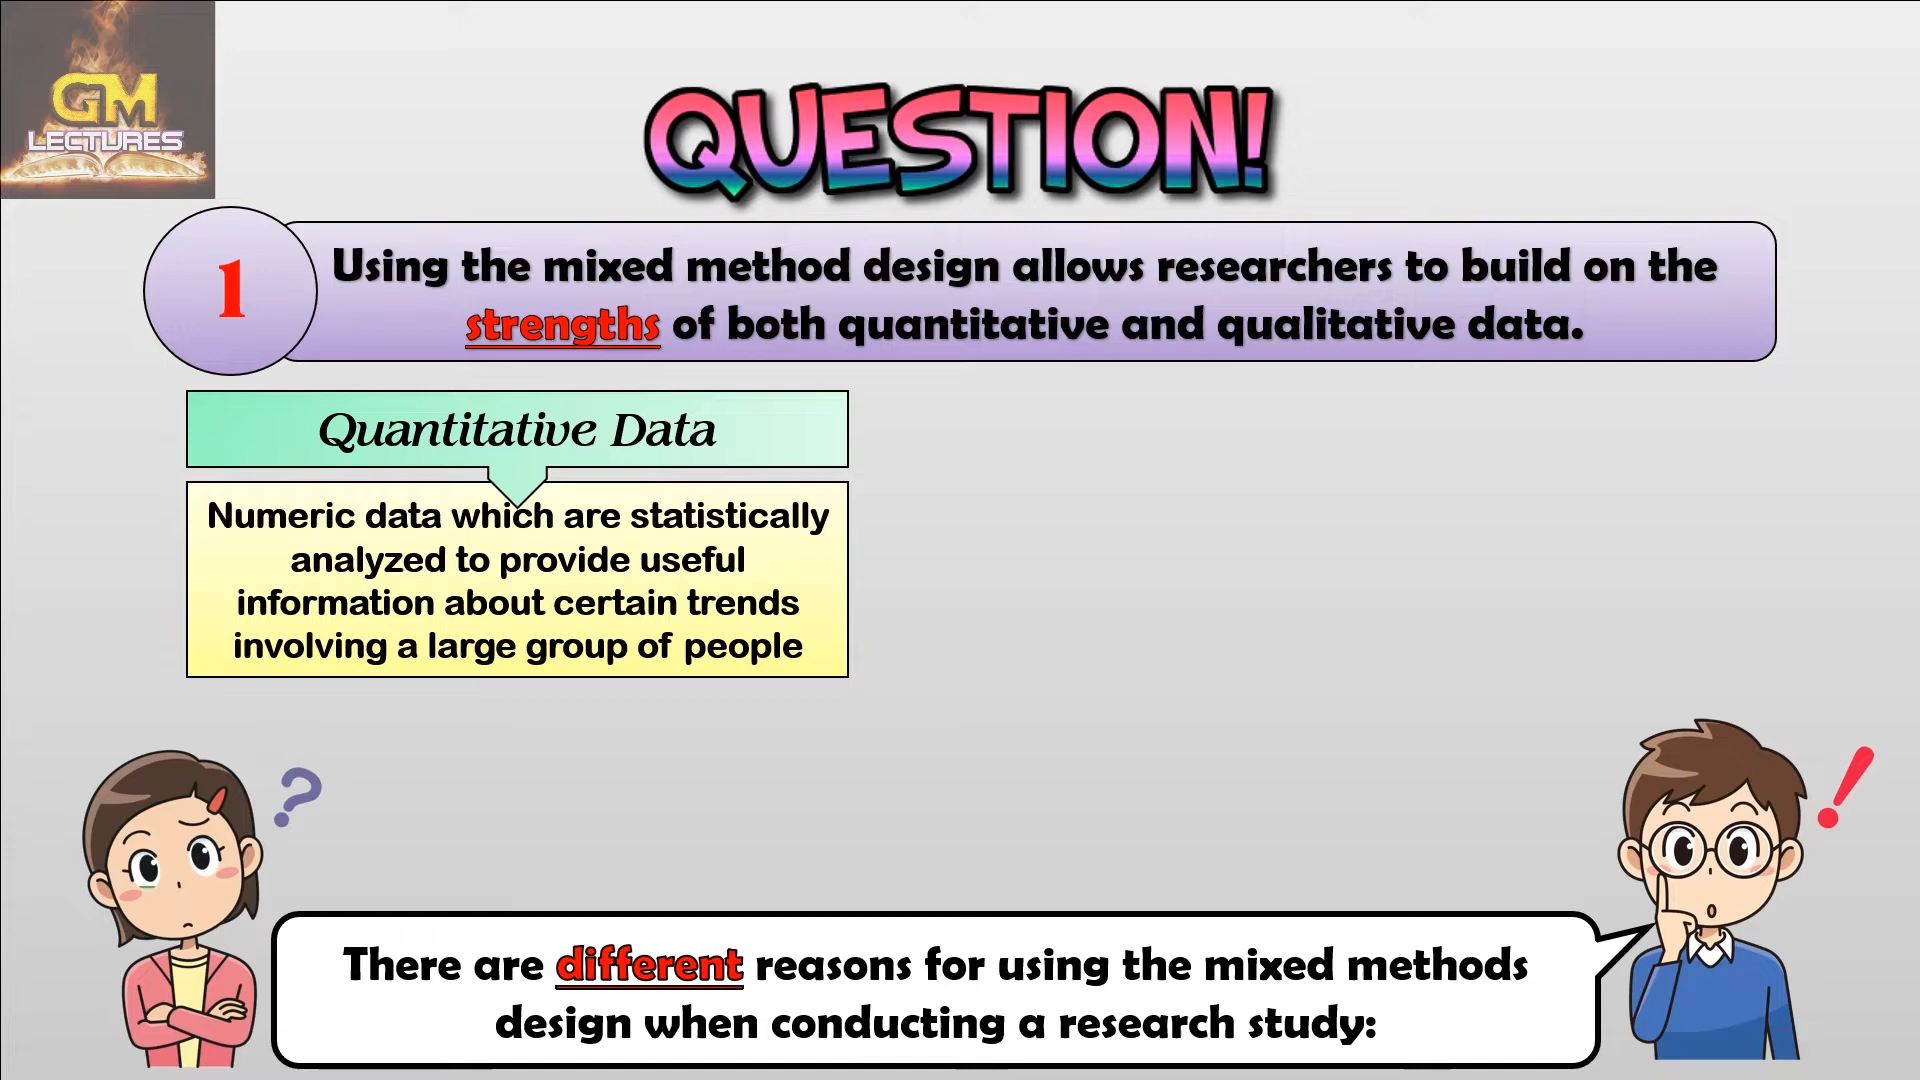 GM
LECTURES
QUESTION!
1
Using the mixed method design allows researchers to build on the
strengths of both quantitative and qualitative data.
Quantitative Data
Numeric data which are statistically
analyzed to provide useful
information about certain trends
involving a large group of people
?
!
There are different reasons for using the mixed methods
design when conducting a research study: